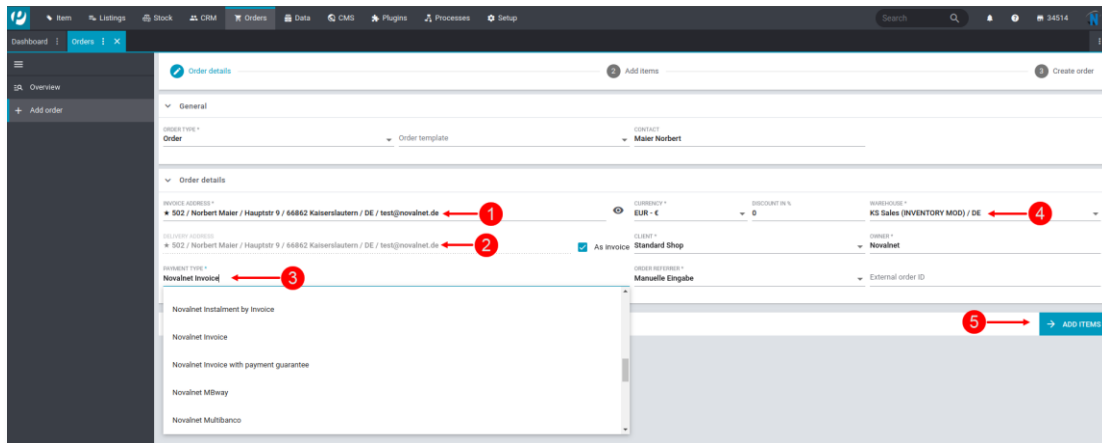 Item Listings Stock CRM Orders Data CMS Plugins Processes Setup Search 34514
Dashboard Orders
Order details 2 Add items 3 Create order
Overview
General
Add order
ORDER TYPE * CONTACT
Order Order template Maier Norbert
Order details
INVOICE ADDRESS * CURRENCY * DISCOUNT IN % WAREHOUSE *
★ 502 / Norbert Maier / Hauptstr 9 / 66862 Kaiserslautern / DE / test@novalnet.de 1 EUR - € 0 KS Sales (INVENTORY MOD) / DE 4
DELIVERY ADDRESS CLIENT * OWNER *
★ 502 / Norbert Maier / Hauptstr 9 / 66862 Kaiserslautern / DE / test@novalnet.de 2 As invoice Standard Shop Novalnet
PAYMENT TYPE * ORDER REFERRER *
Novalnet Invoice 3 Manuelle Eingabe External order ID
Novalnet Instalment by Invoice
5 ADD ITEMS
Novalnet Invoice
Novalnet Invoice with payment guarantee
Novalnet MBway
Novalnet Multibanco